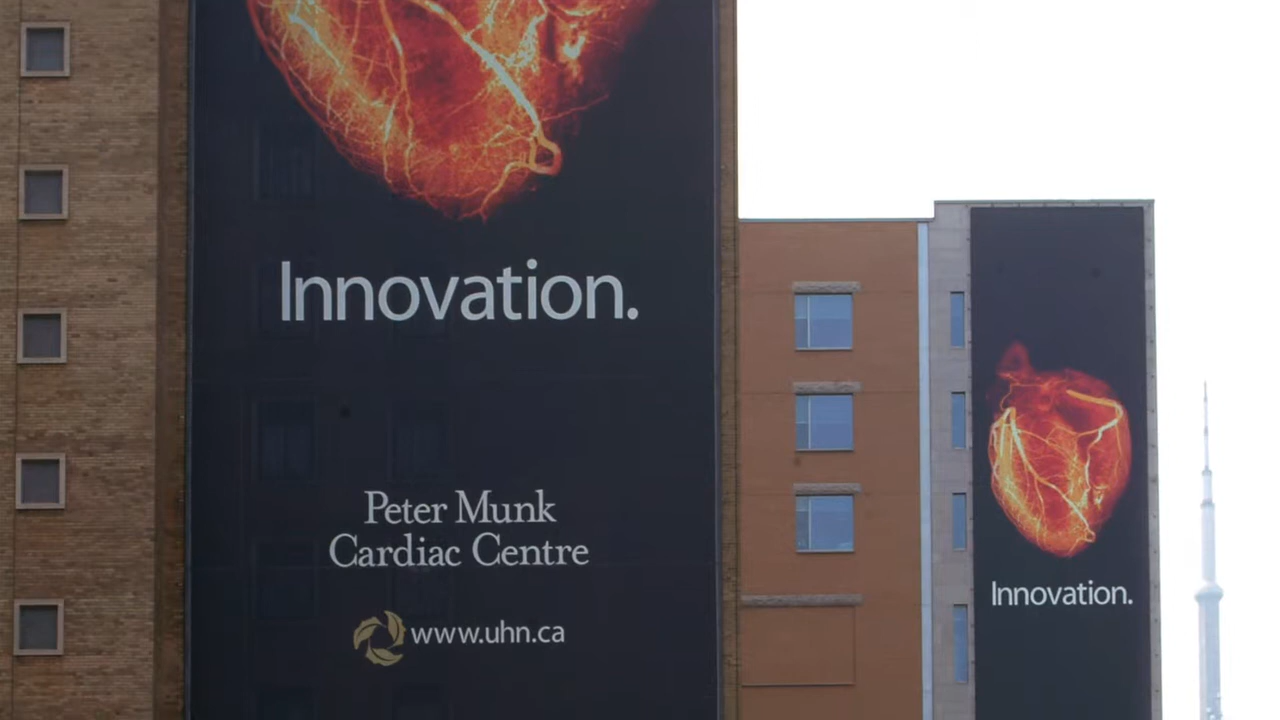 Innovation.
Peter Munk
Cardiac Centre
www.uhn.ca
Innovation.